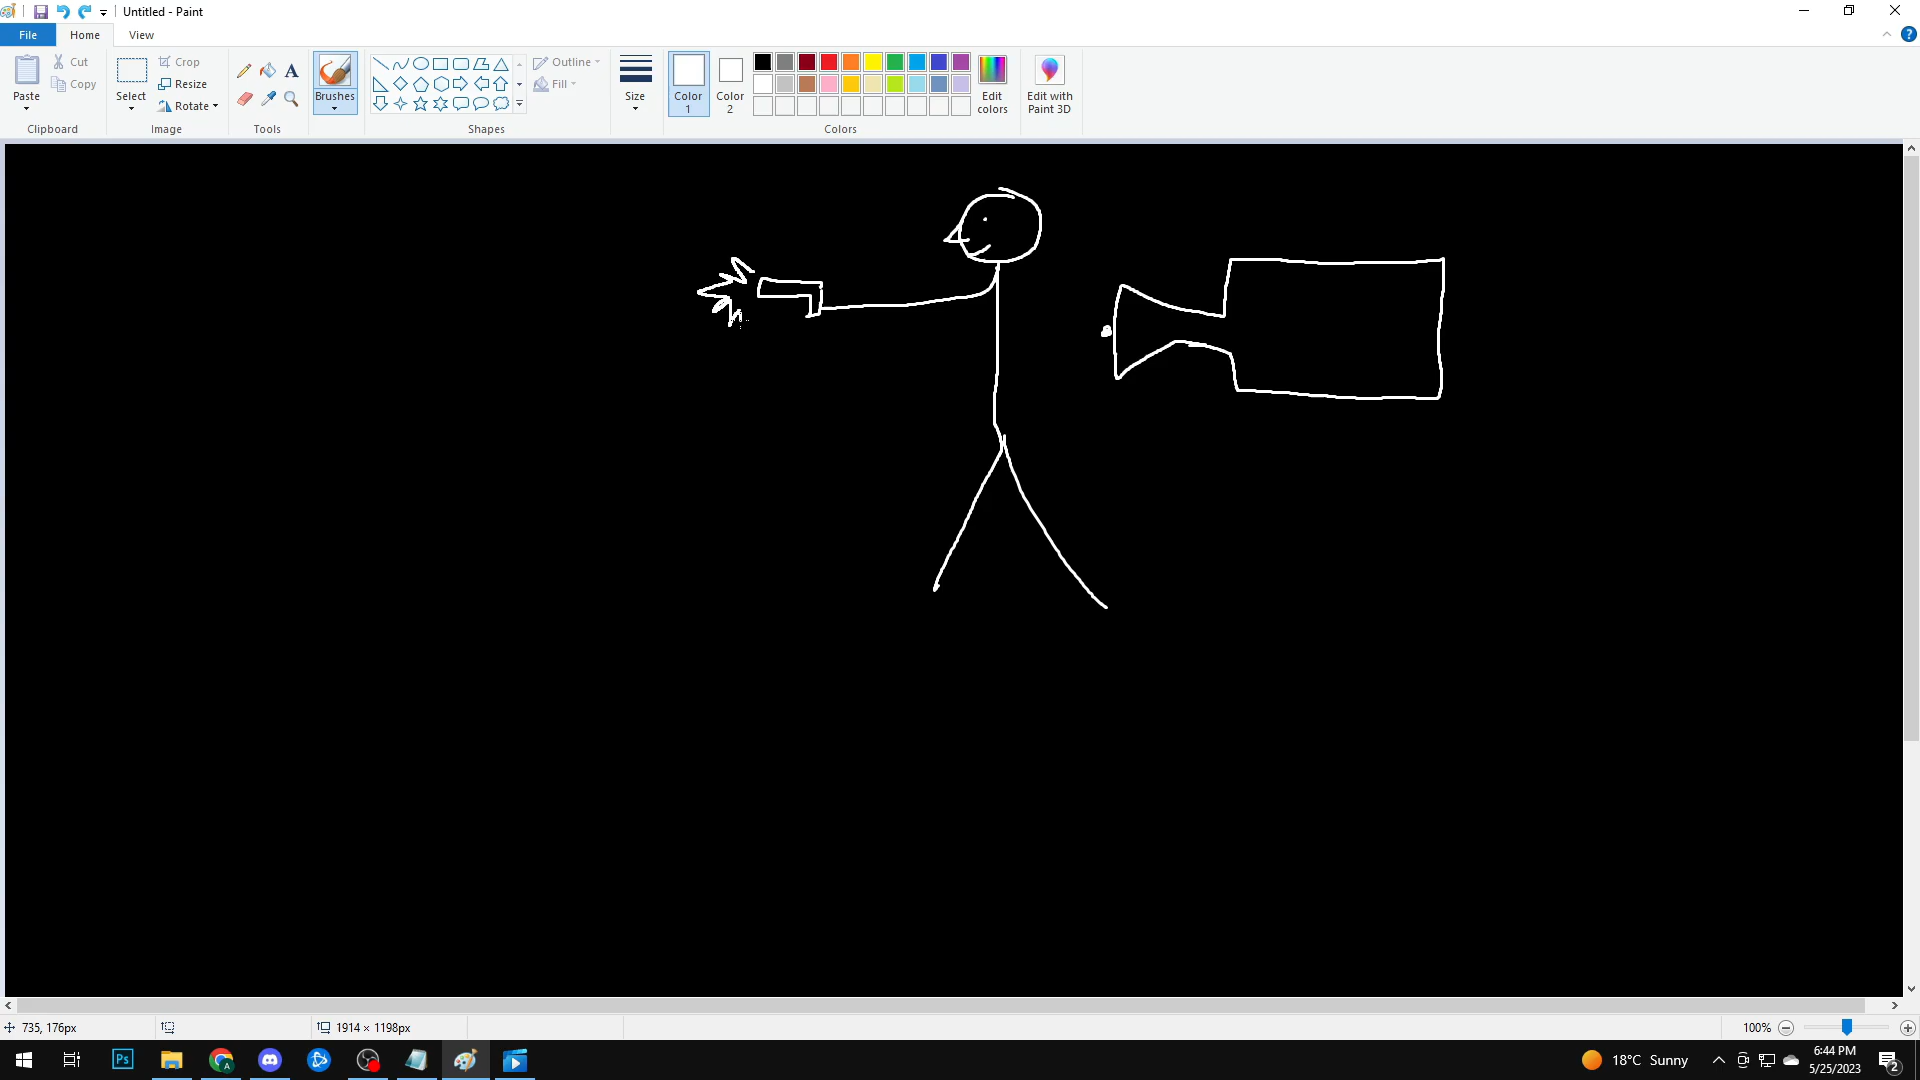 Untitled - Paint
File
Home
View
Paste
Cut
Copy
Clipboard
Select
Crop
Resize
Rotate
Image
A
Tools
Brushes
Outline
Fill
Shapes
Size
Color
1
Color
2
Edit
colors
Colors
Edit with
Paint 3D
?
735, 176px
1914 × 1198px
100%
Ps
A
18°C Sunny
6:44 PM
5/25/2023
2